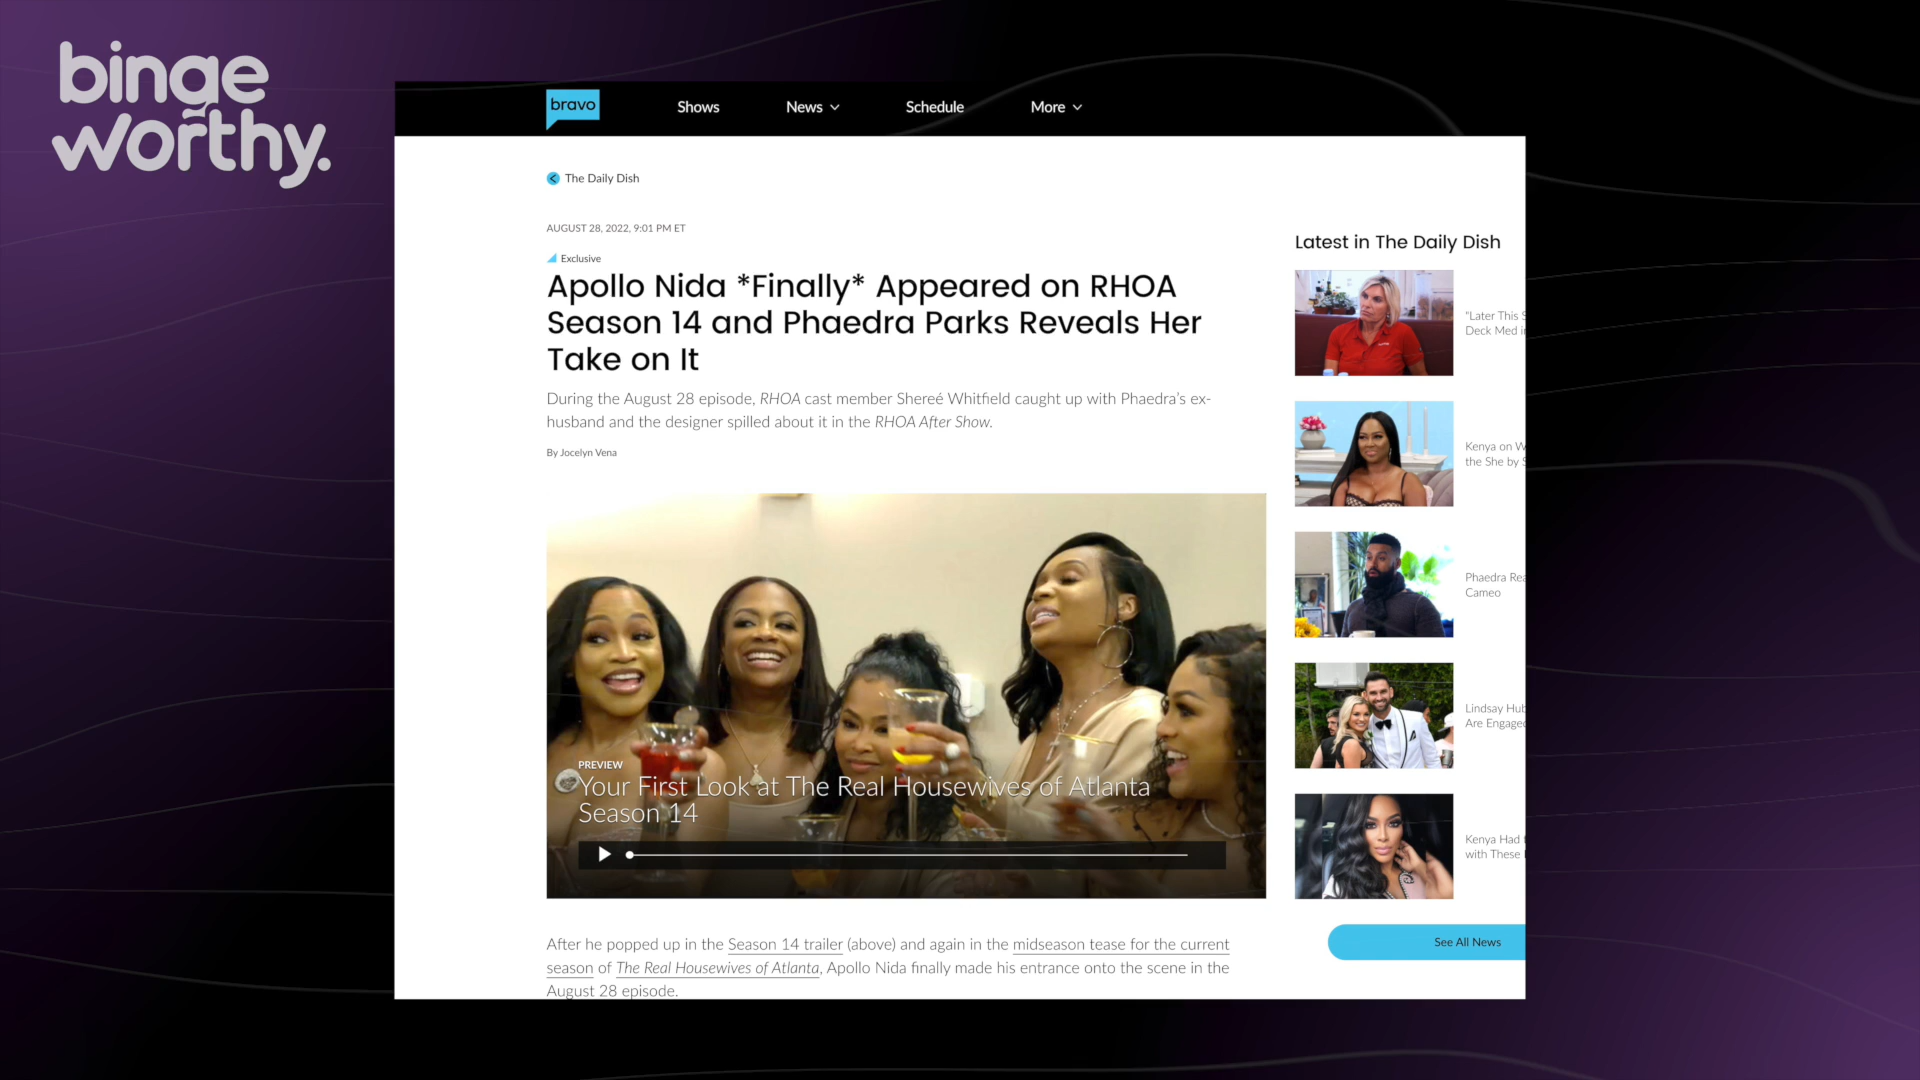 binge
worthy.
bravo
Shows
News
Schedule
More
The Daily Dish
AUGUST 28, 2022, 9:01 PM ET
Exclusive
Apollo Nida *Finally* Appeared on RHOA
Season 14 and Phaedra Parks Reveals Her
Take on It
During the August 28 episode, RHOA cast member Shereé Whitfield caught up with Phaedra's ex-
husband and the designer spilled about it in the RHOA After Show.
By Jocelyn Vena
PREVIEW
Your First Look at The Real Housewives of Atlanta
Season 14
After he popped up in the Season 14 trailer (above) and again in the midseason tease for the current
season of The Real Housewives of Atlanta, Apollo Nida finally made his entrance onto the scene in the
August 28 episode.
Latest in The Daily Dish
"Later This
Deck Med
Kenya on
the She by
Phaedra
Cameo
Lindsay
Are
Kenya Had
with These
See All News